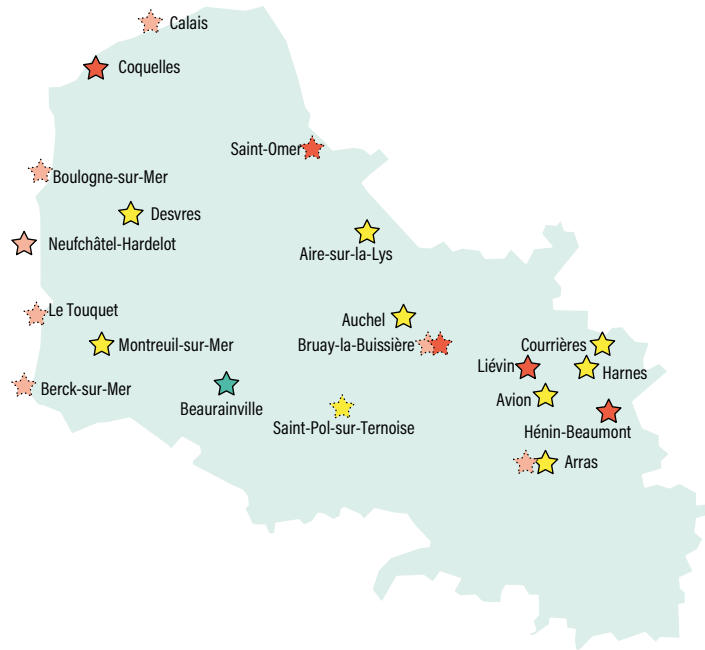 Calais
Coquelles
Saint-Omer
Boulogne-sur-Mer
Desvres
Neufchâtel-Hardelot
Aire-sur-la-Lys
Le Touquet
Auchel
Montreuil-sur-Mer
Bruay-la-Buissière
Courrières
Liévin
Harnes
Berck-sur-Mer
Beaurainville
Avion
Saint-Pol-sur-Ternoise
Hénin-Beaumont
Arras